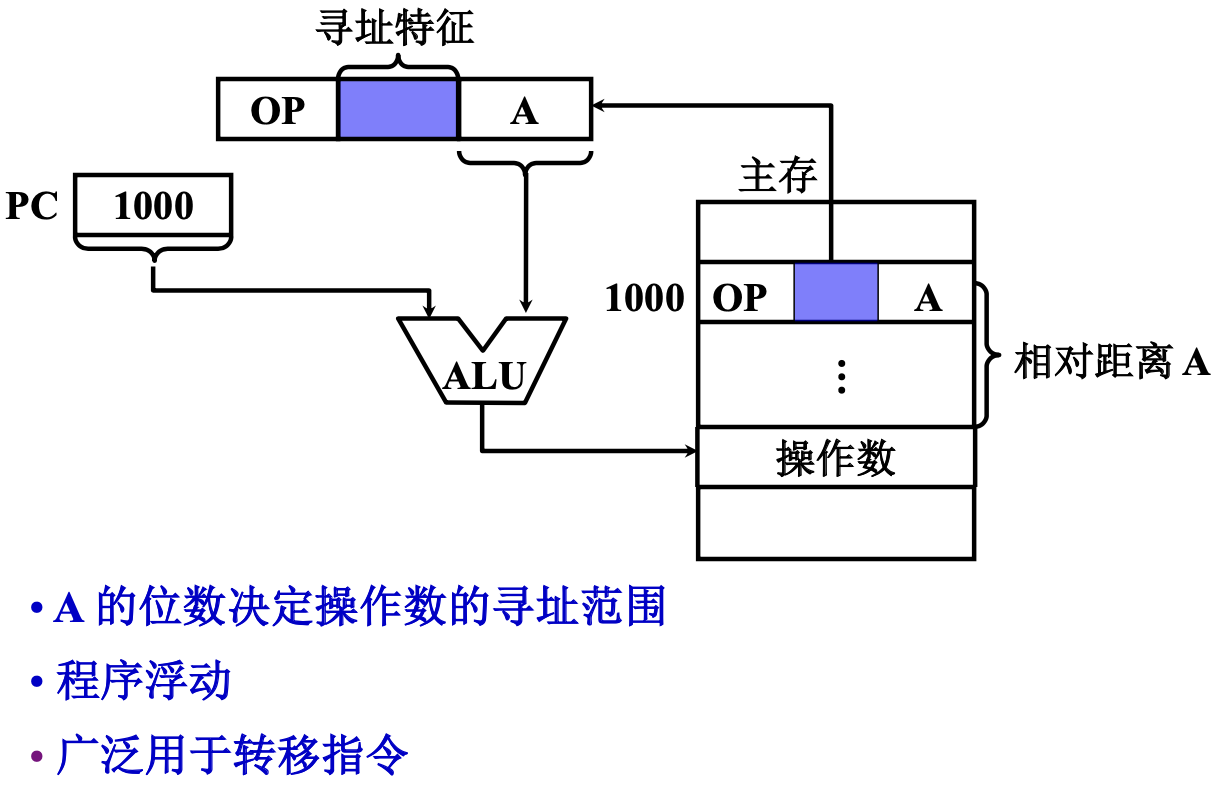 寻址特征
OP A
主存
PC 1000
1000 OP A
ALU
⋮
相对距离 A
操作数
• A 的位数决定操作数的寻址范围
• 程序浮动
• 广泛用于转移指令